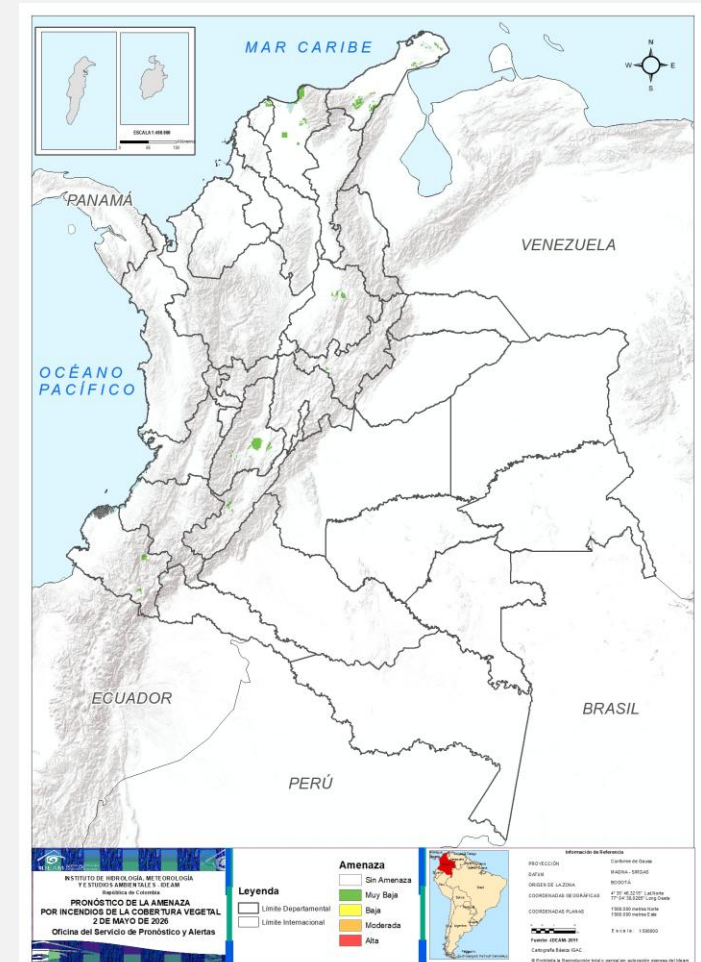 MAR CARIBE
N
W
E
S
ESCALA 1:400.000
PANAMÁ
VENEZUELA
OCÉANO
PACÍFICO
ECUADOR
BRASIL
PERÚ
IDEAM
INSTITUTO DE HIDROLOGÍA, METEOROLOGÍA
Y ESTUDIOS AMBIENTALES - IDEAM
República de Colombia
PRONÓSTICO DE LA AMENAZA
POR INCENDIOS DE LA COBERTURA VEGETAL
2 DE MAYO DE 2026
Oficina del Servicio de Pronóstico y Alertas
Leyenda
Límite Departamental
Límite Internacional
Amenaza
Sin Amenaza
Muy Baja
Baja
Moderada
Alta
Información de Referencia
PROYECCIÓN
Conforme de Gauss
DATUM
MAGNA - SIRGAS
ORIGEN DE LA ZONA
BOGOTÁ
COORDENADAS GEOGRÁFICAS
COORDENADAS PLANAS
1'000.000 metros Norte
1'000.000 metros Este
Cartografía Básica: IGAC